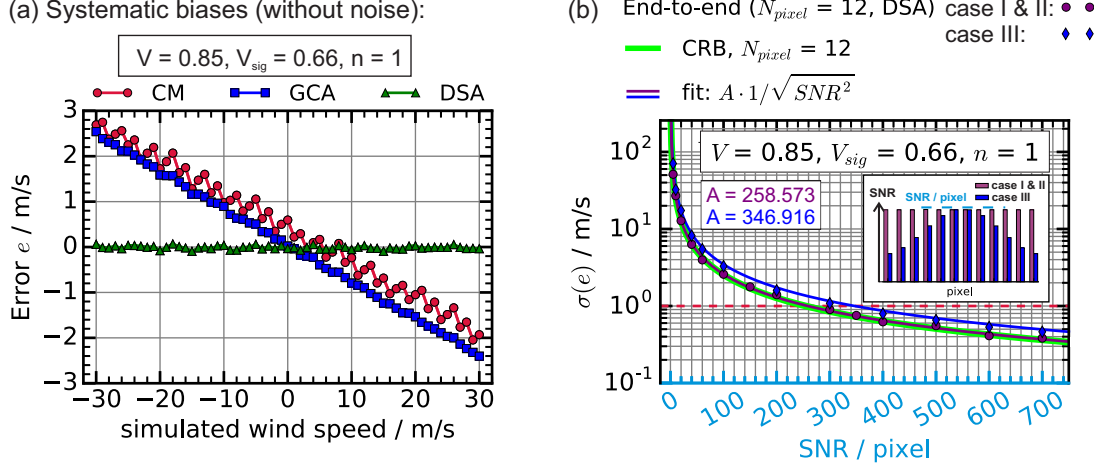 (a) Systematic biases (without noise):
V = 0.85, V_sig = 0.66, n = 1
CM GCA DSA
3
2
1
0
−1
−2
−3
Error e / m/s
−30 −20 −10 0 10 20 30
simulated wind speed / m/s
(b) End-to-end (N_pixel = 12, DSA) case I & II:
case III:
CRB, N_pixel = 12
fit: A · 1/√SNR²
V = 0.85, V_sig = 0.66, n = 1
A = 258.573
A = 346.916
SNR
case I & II
case III
SNR / pixel
pixel
10²
10¹
10⁰
10⁻¹
σ(e) / m/s
0 100 200 300 400 500 600 700
SNR / pixel